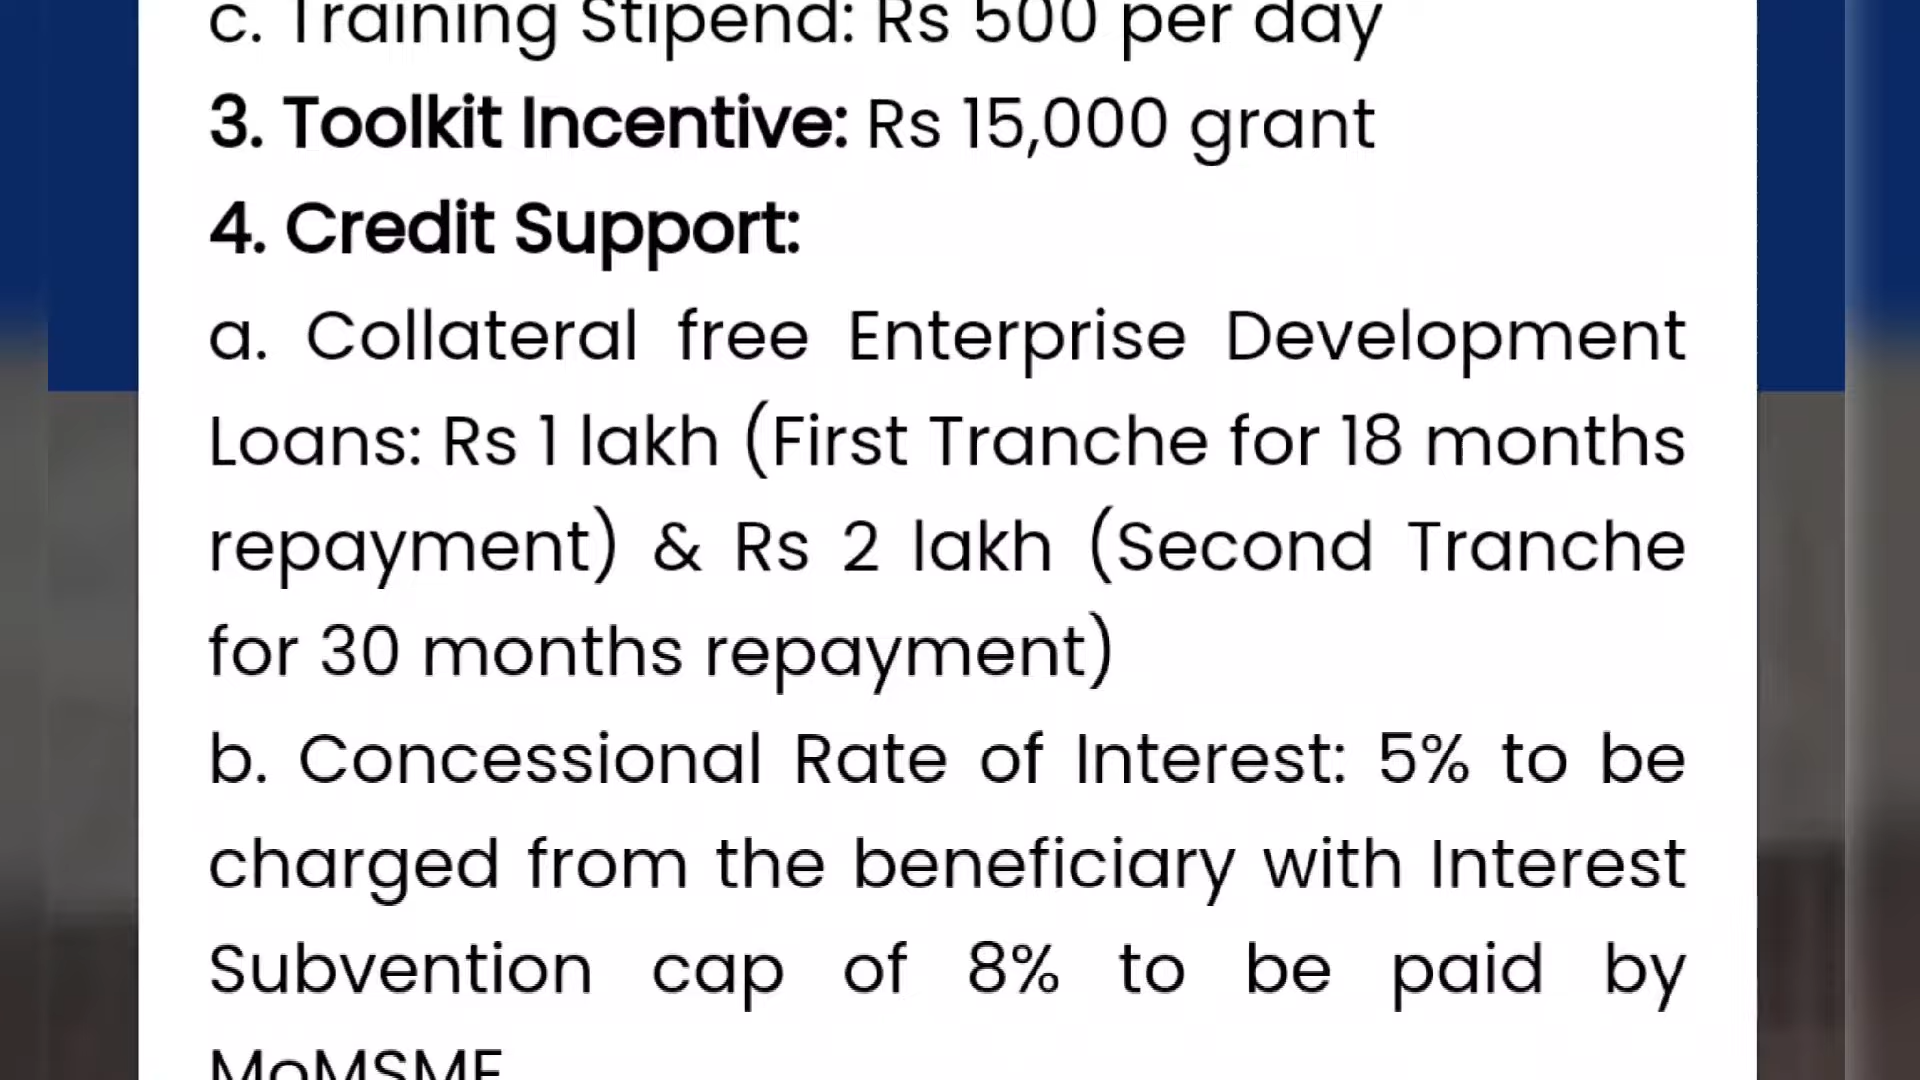 c. Training Stipend: Rs 500 per day
3. Toolkit Incentive: Rs 15,000 grant
4. Credit Support:
a. Collateral free Enterprise Development
Loans: Rs 1 lakh (First Tranche for 18 months
repayment) & Rs 2 lakh (Second Tranche
for 30 months repayment)
b. Concessional Rate of Interest: 5% to be
charged from the beneficiary with Interest
Subvention cap of 8% to be paid by
MoMSME